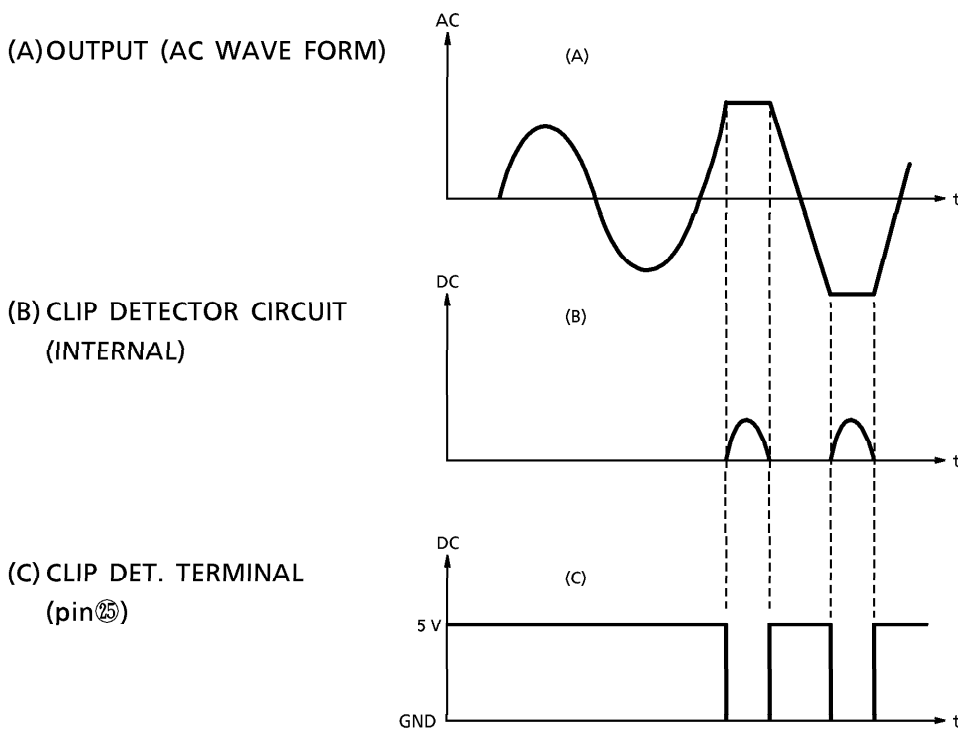 AC
(A) OUTPUT (AC WAVE FORM)
(A)
t
DC
(B) CLIP DETECTOR CIRCUIT
(INTERNAL)
(B)
t
DC
(C) CLIP DET. TERMINAL
(pin㉕)
(C)
5 V
GND
t